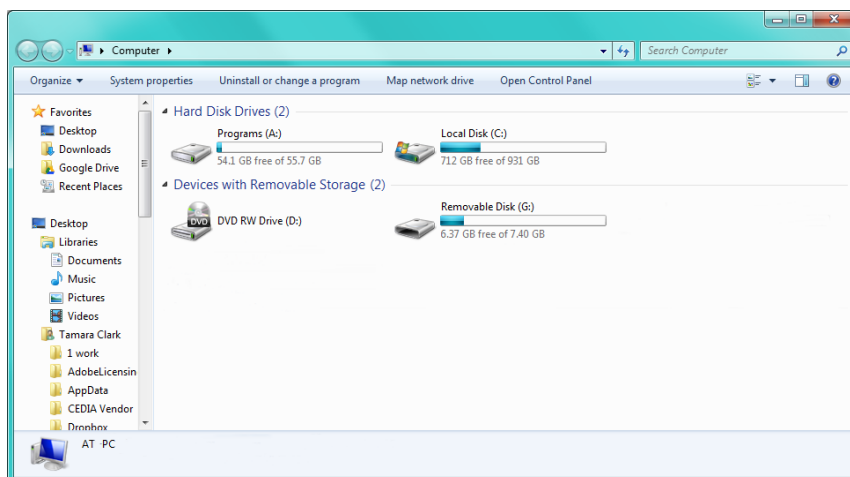 Computer
Search Computer
Organize
System properties
Uninstall or change a program
Map network drive
Open Control Panel
Favorites
Desktop
Downloads
Google Drive
Recent Places
Desktop
Libraries
Documents
Music
Pictures
Videos
Tamara Clark
1 work
AdobeLicensin
AppData
CEDIA Vendor
Dropbox
Hard Disk Drives (2)
Programs (A:)
54.1 GB free of 55.7 GB
Local Disk (C:)
712 GB free of 931 GB
Devices with Removable Storage (2)
DVD
DVD RW Drive (D:)
Removable Disk (G:)
6.37 GB free of 7.40 GB
AT PC